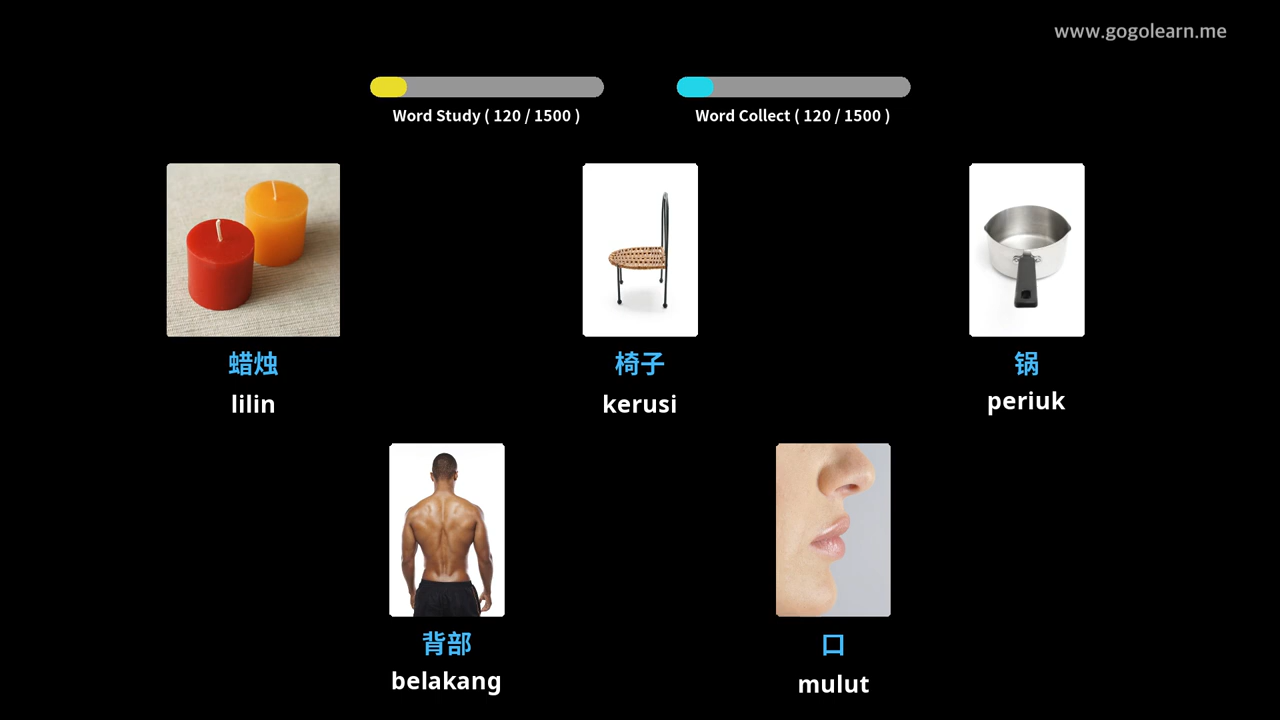 www.gogolearn.me
Word Study ( 120 / 1500 )
Word Collect ( 120 / 1500 )
蜡烛
lilin
椅子
kerusi
锅
periuk
背部
belakang
口
mulut